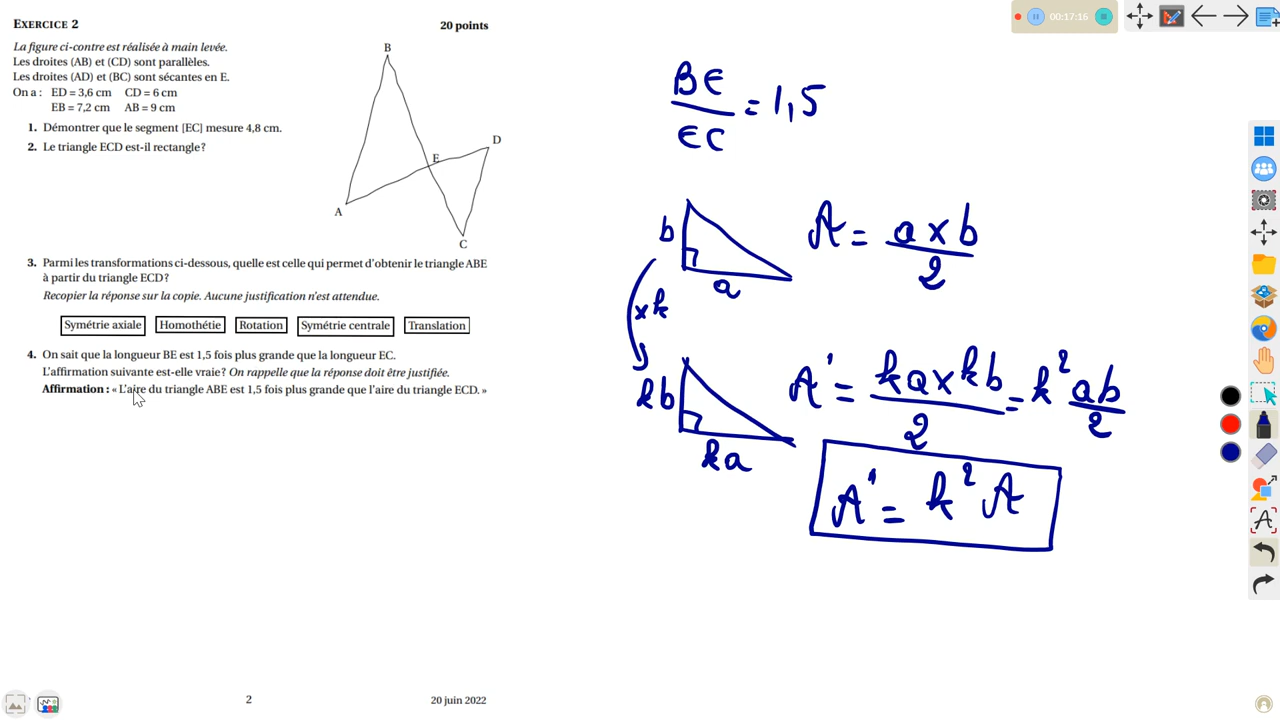 EXERCICE 2 20 points
La figure ci-contre est réalisée à main levée.
Les droites (AB) et (CD) sont parallèles.
Les droites (AD) et (BC) sont sécantes en E.
On a : ED = 3,6 cm CD = 6 cm
EB = 7,2 cm AB = 9 cm
1. Démontrer que le segment [EC] mesure 4,8 cm.
2. Le triangle ECD est-il rectangle ?
B
D
E
A
C
3. Parmi les transformations ci-dessous, quelle est celle qui permet d'obtenir le triangle ABE
à partir du triangle ECD ?
Recopier la réponse sur la copie. Aucune justification n'est attendue.
Symétrie axiale Homothétie Rotation Symétrie centrale Translation
4. On sait que la longueur BE est 1,5 fois plus grande que la longueur EC.
L'affirmation suivante est-elle vraie ? On rappelle que la réponse doit être justifiée.
Affirmation : « L'aire du triangle ABE est 1,5 fois plus grande que l'aire du triangle ECD. »
2 20 juin 2022
00:17:16
BE/EC = 1,5
b
a
A = a x b / 2
xk
kb
ka
A' = ka x kb / 2 = k² ab/2
A' = k² A